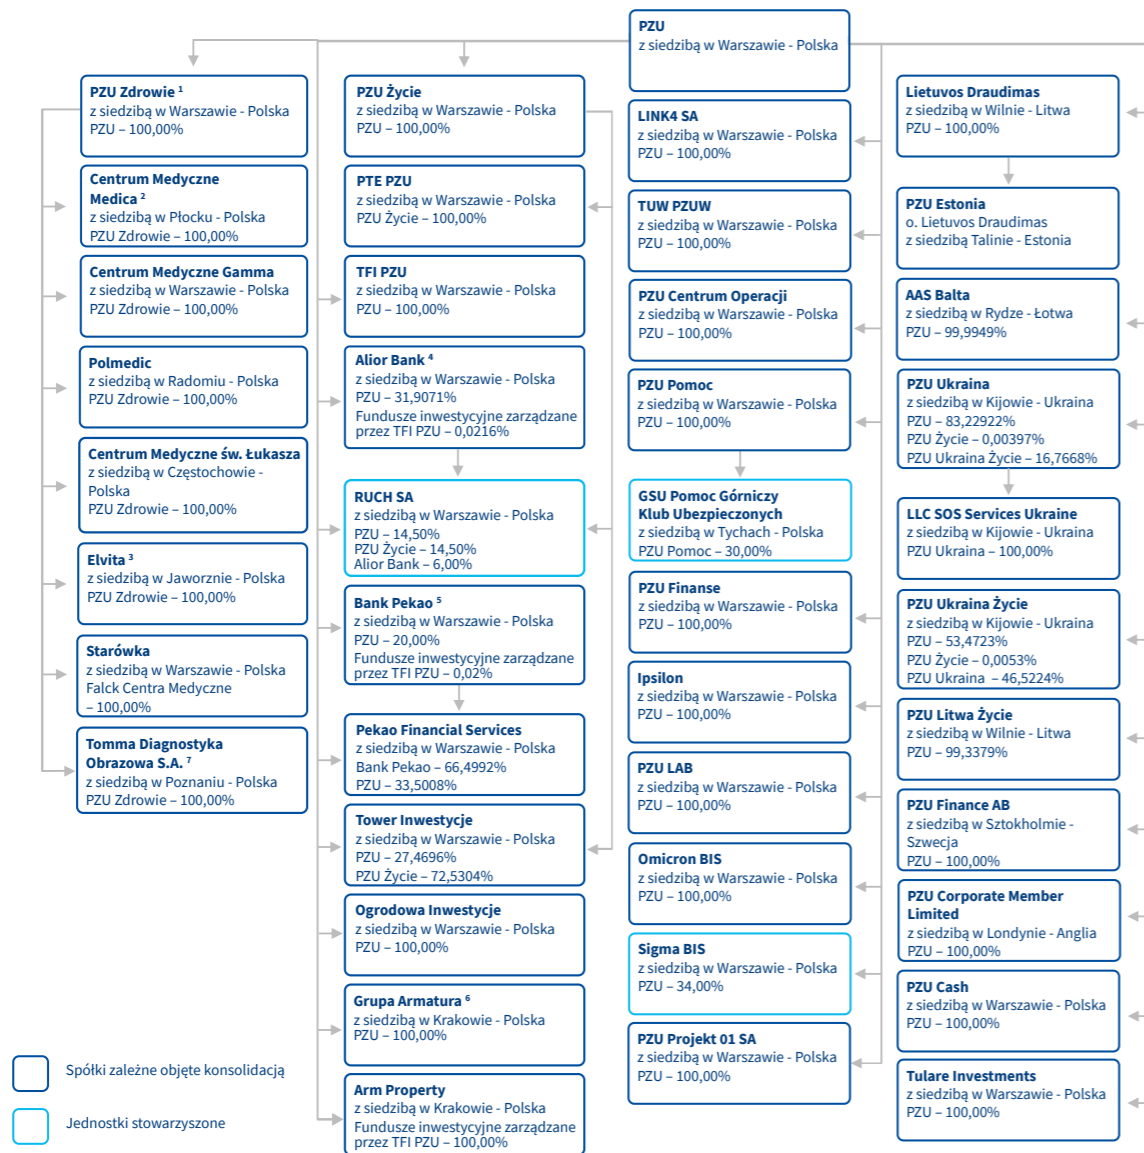 PZU
z siedzibą w Warszawie - Polska
PZU Zdrowie ¹
z siedzibą w Warszawie - Polska
PZU – 100,00%
Centrum Medyczne
Medica ²
z siedzibą w Płocku - Polska
PZU Zdrowie – 100,00%
Centrum Medyczne Gamma
z siedzibą w Warszawie - Polska
PZU Zdrowie – 100,00%
Polmedic
z siedzibą w Radomiu - Polska
PZU Zdrowie – 100,00%
Centrum Medyczne św. Łukasza
z siedzibą w Częstochowie -
Polska
PZU Zdrowie – 100,00%
Elvita ³
z siedzibą w Jaworznie - Polska
PZU Zdrowie – 100,00%
Starówka
z siedzibą w Warszawie - Polska
Falck Centra Medyczne
– 100,00%
Tomma Diagnostyka
Obrazowa S.A. ⁷
z siedzibą w Poznaniu - Polska
PZU Zdrowie – 100,00%
PZU Życie
z siedzibą w Warszawie - Polska
PZU – 100,00%
PTE PZU
z siedzibą w Warszawie - Polska
PZU Życie – 100,00%
TFI PZU
z siedzibą w Warszawie - Polska
PZU – 100,00%
Alior Bank ⁴
z siedzibą w Warszawie - Polska
PZU – 31,9071%
Fundusze inwestycyjne zarządzane
przez TFI PZU – 0,0216%
RUCH SA
z siedzibą w Warszawie - Polska
PZU – 14,50%
PZU Życie – 14,50%
Alior Bank – 6,00%
Bank Pekao ⁵
z siedzibą w Warszawie - Polska
PZU – 20,00%
Fundusze inwestycyjne zarządzane
przez TFI PZU – 0,02%
Pekao Financial Services
z siedzibą w Warszawie - Polska
Bank Pekao – 66,4992%
PZU – 33,5008%
Tower Inwestycje
z siedzibą w Warszawie - Polska
PZU – 27,4696%
PZU Życie – 72,5304%
Ogrodowa Inwestycje
z siedzibą w Warszawie - Polska
PZU – 100,00%
Grupa Armatura ⁶
z siedzibą w Krakowie - Polska
PZU – 100,00%
Arm Property
z siedzibą w Krakowie - Polska
Fundusze inwestycyjne zarządzane
przez TFI PZU – 100,00%
LINK4 SA
z siedzibą w Warszawie - Polska
PZU – 100,00%
TUW PZUW
z siedzibą w Warszawie - Polska
PZU – 100,00%
PZU Centrum Operacji
z siedzibą w Warszawie - Polska
PZU – 100,00%
PZU Pomoc
z siedzibą w Warszawie - Polska
PZU – 100,00%
GSU Pomoc Górniczy
Klub Ubezpieczonych
z siedzibą w Tychach - Polska
PZU Pomoc – 30,00%
PZU Finanse
z siedzibą w Warszawie - Polska
PZU – 100,00%
Ipsilon
z siedzibą w Warszawie - Polska
PZU – 100,00%
PZU LAB
z siedzibą w Warszawie - Polska
PZU – 100,00%
Omicron BIS
z siedzibą w Warszawie - Polska
PZU – 100,00%
Sigma BIS
z siedzibą w Warszawie - Polska
PZU – 34,00%
PZU Projekt 01 SA
z siedzibą w Warszawie - Polska
PZU – 100,00%
Lietuvos Draudimas
z siedzibą w Wilnie - Litwa
PZU – 100,00%
PZU Estonia
o. Lietuvos Draudimas
z siedzibą Talinie - Estonia
AAS Balta
z siedzibą w Rydze - Łotwa
PZU – 99,9949%
PZU Ukraina
z siedzibą w Kijowie - Ukraina
PZU – 83,22922%
PZU Życie – 0,00397%
PZU Ukraina Życie – 16,7668%
LLC SOS Services Ukraine
z siedzibą w Kijowie - Ukraina
PZU Ukraina – 100,00%
PZU Ukraina Życie
z siedzibą w Kijowie - Ukraina
PZU – 53,4723%
PZU Życie – 0,0053%
PZU Ukraina – 46,5224%
PZU Litwa Życie
z siedzibą w Wilnie - Litwa
PZU – 99,3379%
PZU Finance AB
z siedzibą w Sztokholmie -
Szwecja
PZU – 100,00%
PZU Corporate Member
Limited
z siedzibą w Londynie - Anglia
PZU – 100,00%
PZU Cash
z siedzibą w Warszawie - Polska
PZU – 100,00%
Tulare Investments
z siedzibą w Warszawie - Polska
PZU – 100,00%
Spółki zależne objęte konsolidacją
Jednostki stowarzyszone